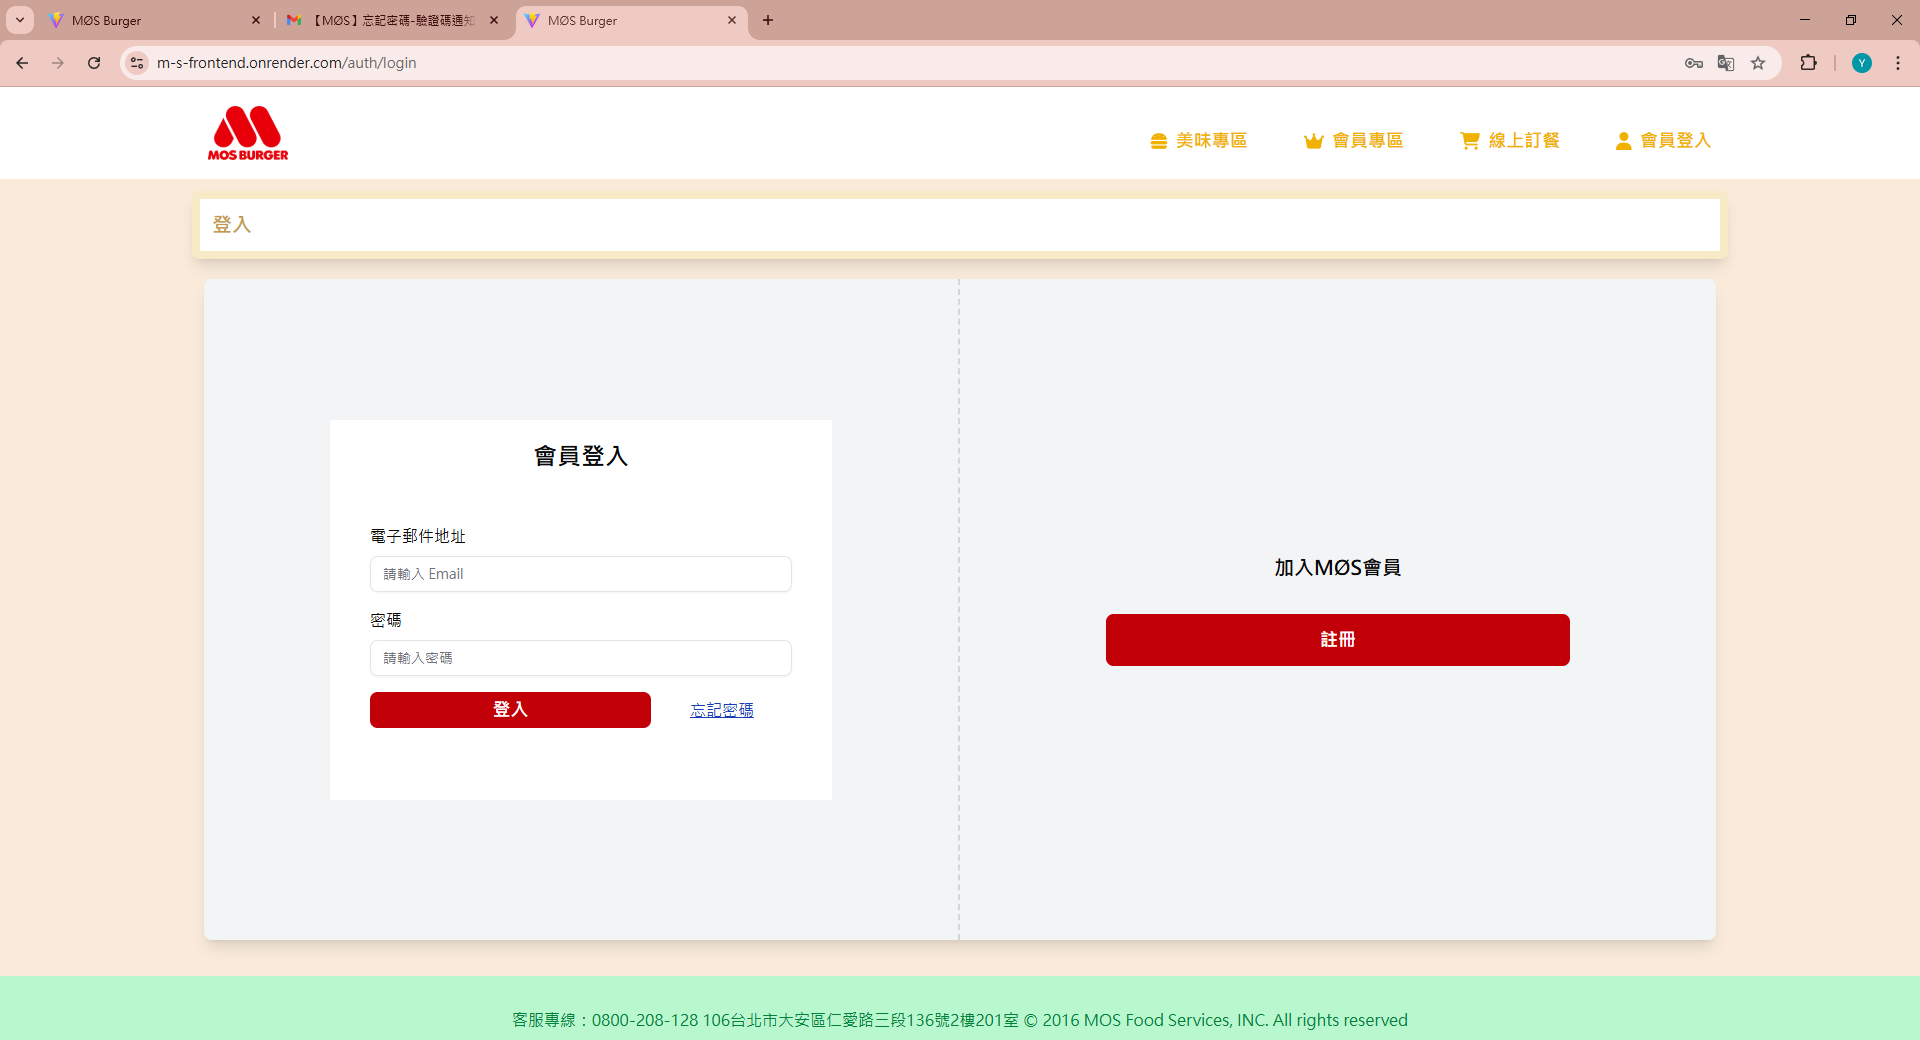 MØS Burger
【MØS】忘記密碼-驗證碼通知
MØS Burger
m-s-frontend.onrender.com/auth/login
Y
MOS BURGER
美味專區
會員專區
線上訂餐
會員登入
登入
會員登入
電子郵件地址
請輸入 Email
密碼
請輸入密碼
登入
忘記密碼
加入MØS會員
註冊
客服專線：0800-208-128 106台北市大安區仁愛路三段136號2樓201室 © 2016 MOS Food Services, INC. All rights reserved